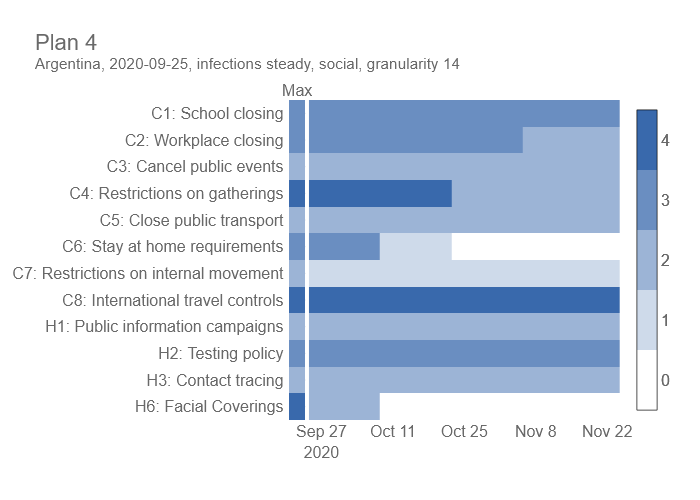 Plan 4
Argentina, 2020-09-25, infections steady, social, granularity 14
Max
C1: School closing
C2: Workplace closing
C3: Cancel public events
C4: Restrictions on gatherings
C5: Close public transport
C6: Stay at home requirements
C7: Restrictions on internal movement
C8: International travel controls
H1: Public information campaigns
H2: Testing policy
H3: Contact tracing
H6: Facial Coverings
Sep 27 Oct 11 Oct 25 Nov 8 Nov 22
2020
4
3
2
1
0